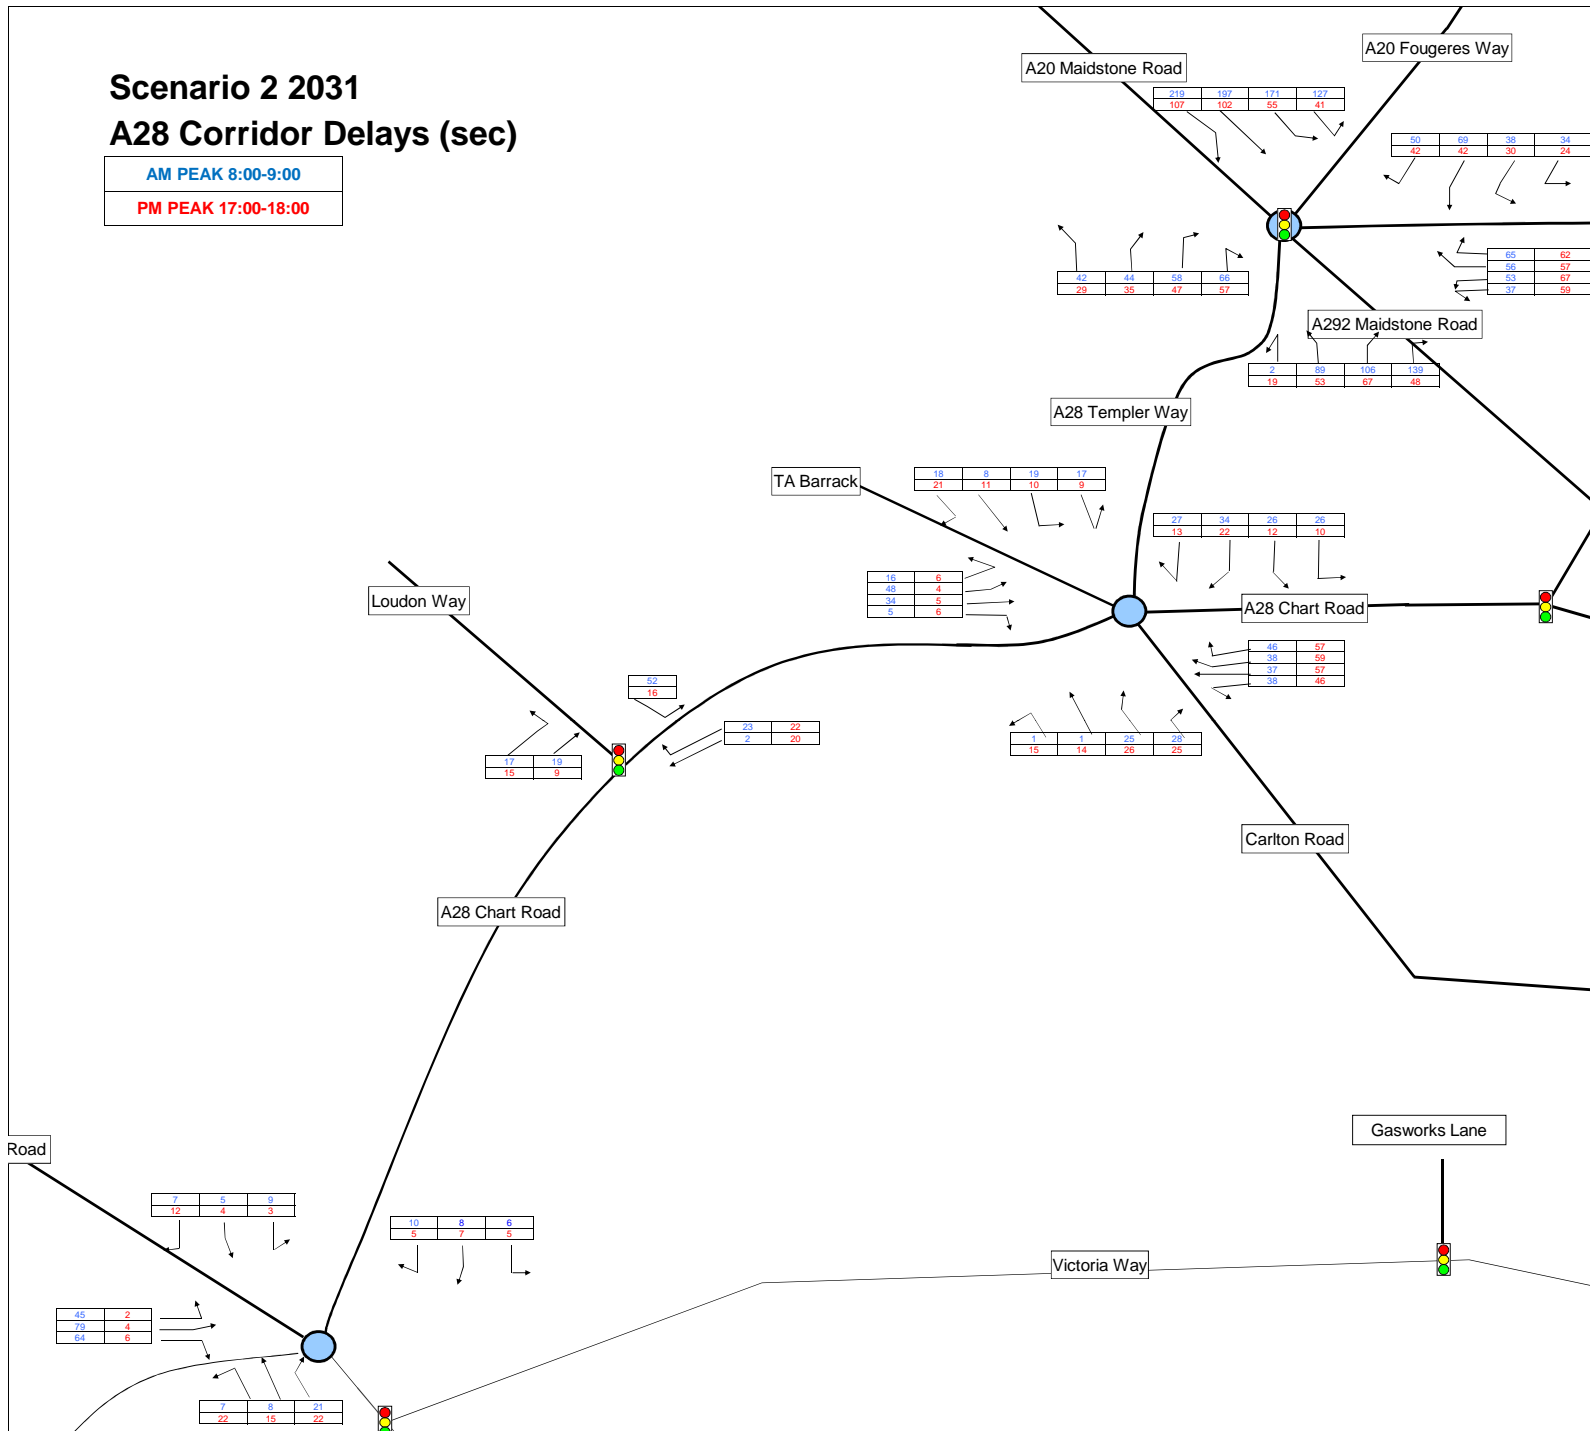 Scenario 2 2031
A28 Corridor Delays (sec)
AM PEAK 8:00-9:00
PM PEAK 17:00-18:00
A20 Fougeres Way
A20 Maidstone Road
219 197 171 127
107 102 55 41
50 69 38 34
42 42 30 24
42 44 58 66
29 35 47 57
65 62
56 57
53 67
37 59
A292 Maidstone Road
2 89 106 139
19 53 67 48
A28 Templer Way
TA Barrack
18 8 19 17
21 11 10 9
27 34 26 26
13 22 12 10
16 6
48 4
34 5
5 6
Loudon Way
A28 Chart Road
46 57
38 59
37 57
38 46
52
16
23 22
2 20
1 1 25 28
15 14 26 25
17 19
15 9
Carlton Road
A28 Chart Road
Gasworks Lane
Road
7 5 9
12 4 3
10 8 6
5 7 5
Victoria Way
45 2
79 4
64 6
7 8 21
22 15 22